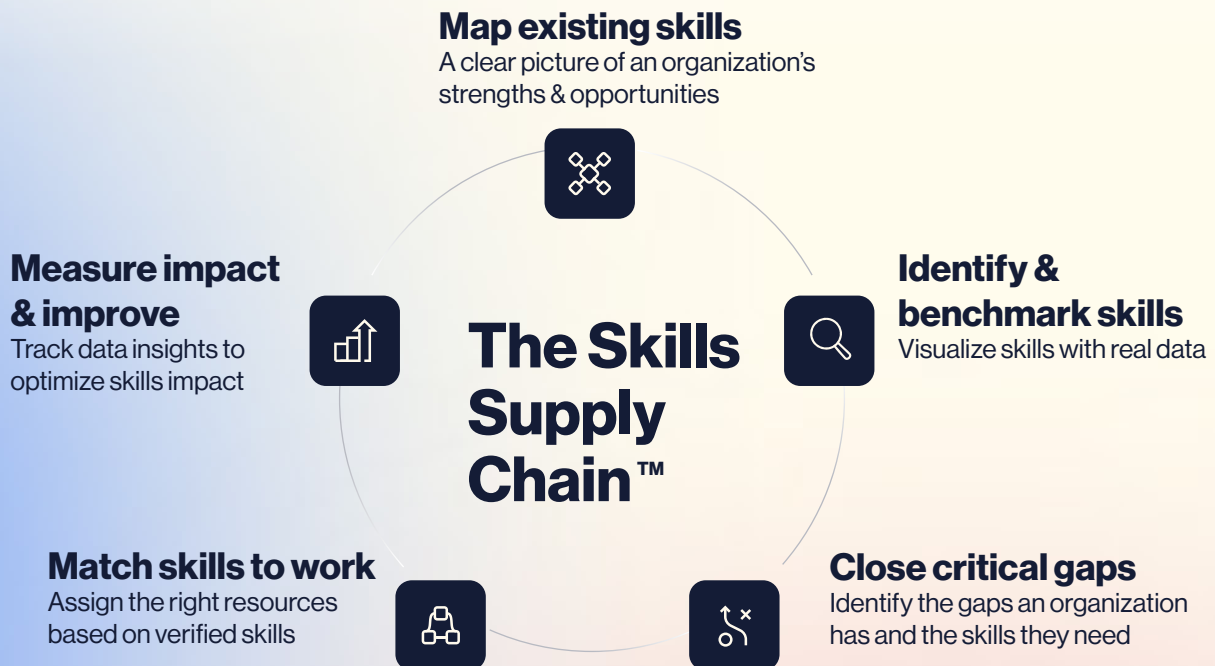 Map existing skills
A clear picture of an organization’s
strengths & opportunities
Measure impact
& improve
Track data insights to
optimize skills impact
Identify &
benchmark skills
Visualize skills with real data
The Skills
Supply
Chain™
Match skills to work
Assign the right resources
based on verified skills
Close critical gaps
Identify the gaps an organization
has and the skills they need